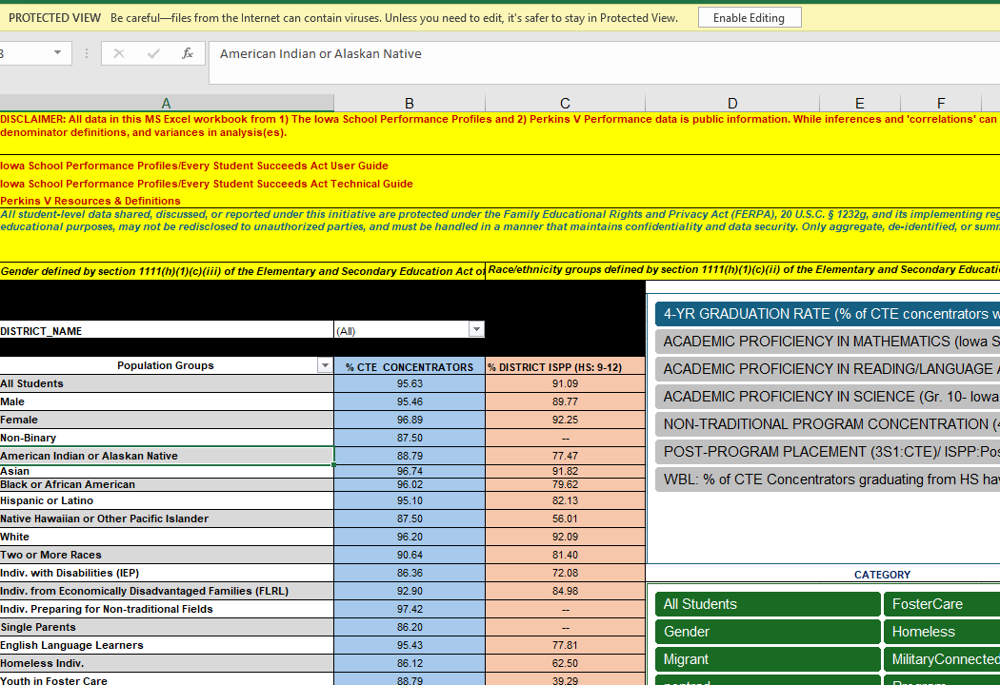 PROTECTED VIEW Be careful—files from the Internet can contain viruses. Unless you need to edit, it's safer to stay in Protected View. Enable Editing
fx American Indian or Alaskan Native
A B C D E F
DISCLAIMER: All data in this MS Excel workbook from 1) The Iowa School Performance Profiles and 2) Perkins V Performance data is public information. While inferences and 'correlations' can
denominator definitions, and variances in analysis(es).
Iowa School Performance Profiles/Every Student Succeeds Act User Guide
Iowa School Performance Profiles/Every Student Succeeds Act Technical Guide
Perkins V Resources & Definitions
All student-level data shared, discussed, or reported under this initiative are protected under the Family Educational Rights and Privacy Act (FERPA), 20 U.S.C. § 1232g, and its implementing
educational purposes, may not be redisclosed to unauthorized parties, and must be handled in a manner that maintains confidentiality and data security. Only aggregate, de-identified, or
Gender defined by section 1111(h)(1)(c)(iii) of the Elementary and Secondary Education Act of Race/ethnicity groups defined by section 1111(h)(1)(c)(ii) of the Elementary and Secondary
DISTRICT_NAME (All)
Population Groups % CTE CONCENTRATORS % DISTRICT ISPP (HS: 9-12)
All Students 95.63 91.09
Male 95.46 89.77
Female 96.89 92.25
Non-Binary 87.50 --
American Indian or Alaskan Native 88.79 77.47
Asian 96.74 91.82
Black or African American 96.02 79.62
Hispanic or Latino 95.10 82.13
Native Hawaiian or Other Pacific Islander 87.50 56.01
White 96.20 92.09
Two or More Races 90.64 81.40
Indiv. with Disabilities (IEP) 86.36 72.08
Indiv. from Economically Disadvantaged Families (FLRL) 92.90 84.98
Indiv. Preparing for Non-traditional Fields 97.42 --
Single Parents 86.20 --
English Language Learners 95.43 77.81
Homeless Indiv. 86.12 62.50
Youth in Foster Care 88.79 39.29
4-YR GRADUATION RATE (% of CTE concentrators
ACADEMIC PROFICIENCY IN MATHEMATICS (Iowa
ACADEMIC PROFICIENCY IN READING/LANGUAGE
ACADEMIC PROFICIENCY IN SCIENCE (Gr. 10- Iowa
NON-TRADITIONAL PROGRAM CONCENTRATION (4
POST-PROGRAM PLACEMENT (3S1:CTE)/ ISPP:Pos
WBL: % of CTE Concentrators graduating from HS
CATEGORY
All Students FosterCare
Gender Homeless
Migrant MilitaryConnected